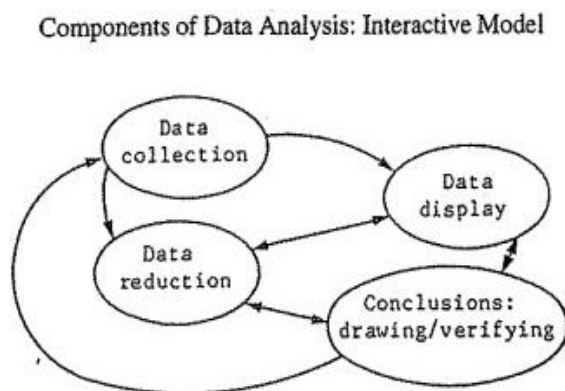 Components of Data Analysis: Interactive Model
Data
collection
Data
display
Data
reduction
Conclusions:
drawing/verifying